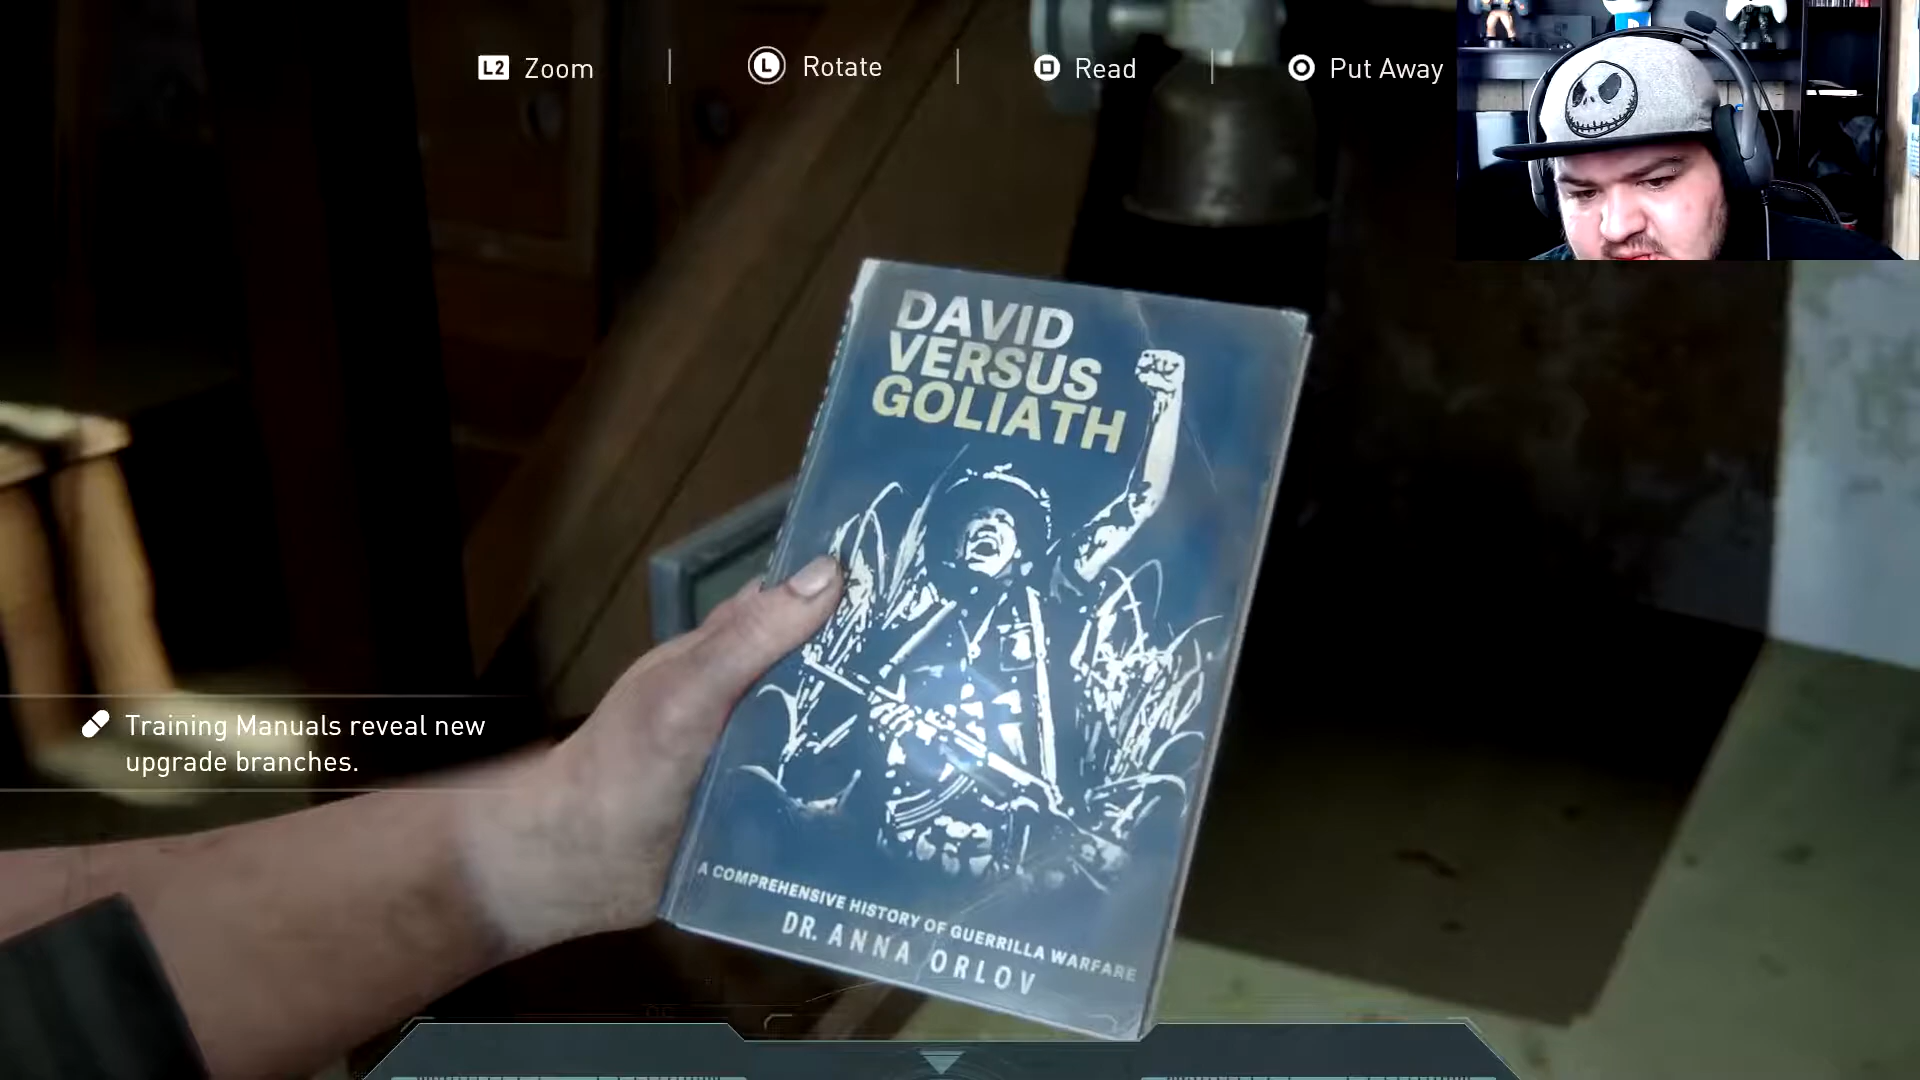 L2 Zoom
L Rotate
Read
Put Away
DAVID
VERSUS
GOLIATH
Training Manuals reveal new
upgrade branches.
A COMPREHENSIVE HISTORY OF GUERRILLA WARFARE
DR. ANNA ORLOV